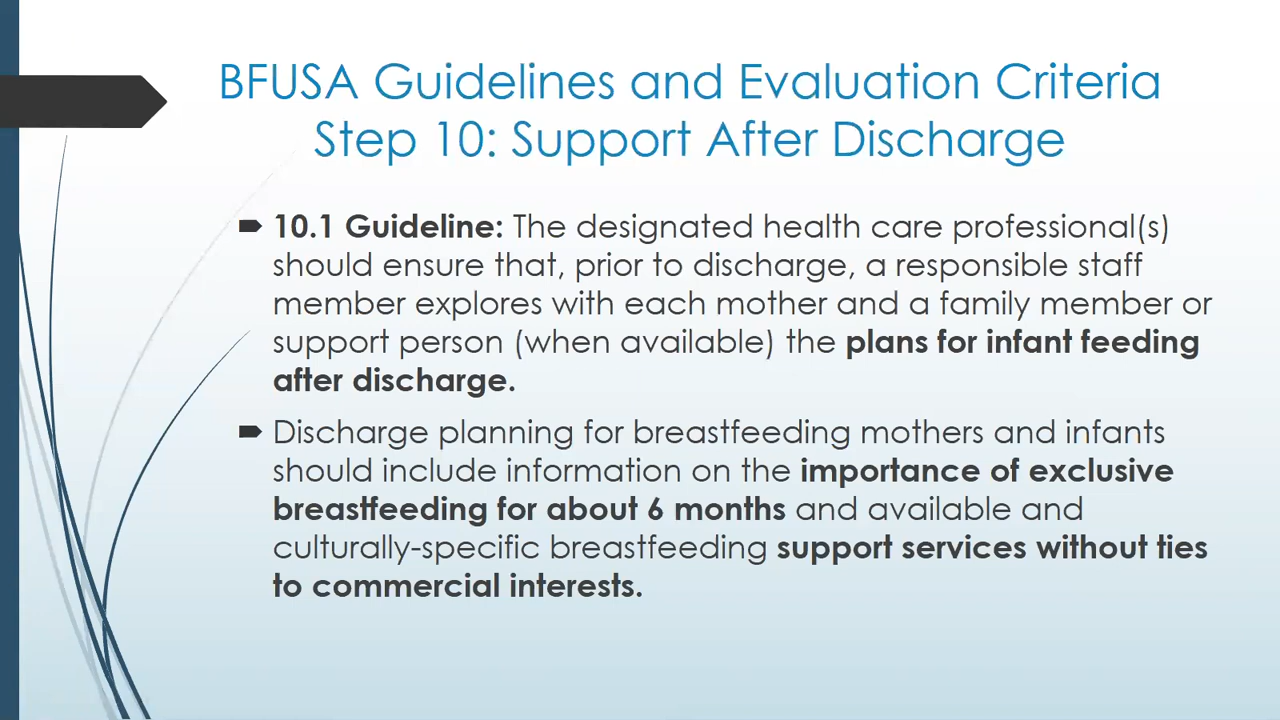 BFUSA Guidelines and Evaluation Criteria
Step 10: Support After Discharge
10.1 Guideline: The designated health care professional(s)
should ensure that, prior to discharge, a responsible staff
member explores with each mother and a family member or
support person (when available) the plans for infant feeding
after discharge.
Discharge planning for breastfeeding mothers and infants
should include information on the importance of exclusive
breastfeeding for about 6 months and available and
culturally-specific breastfeeding support services without ties
to commercial interests.